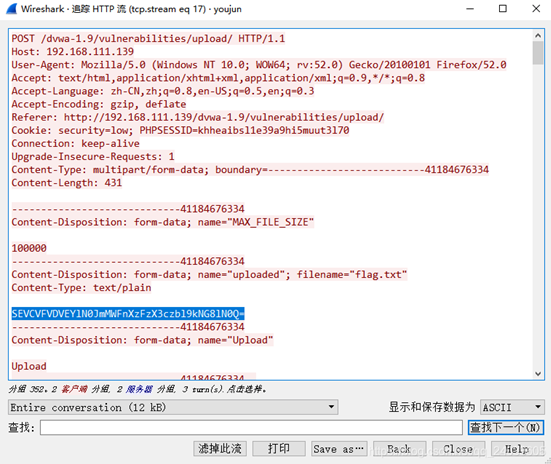 Wireshark · 追踪 HTTP 流 (tcp.stream eq 17) · youjun
POST /dvwa-1.9/vulnerabilities/upload/ HTTP/1.1
Host: 192.168.111.139
User-Agent: Mozilla/5.0 (Windows NT 10.0; WOW64; rv:52.0) Gecko/20100101 Firefox/52.0
Accept: text/html,application/xhtml+xml,application/xml;q=0.9,*/*;q=0.8
Accept-Language: zh-CN,zh;q=0.8,en-US;q=0.5,en;q=0.3
Accept-Encoding: gzip, deflate
Referer: http://192.168.111.139/dvwa-1.9/vulnerabilities/upload/
Cookie: security=low; PHPSESSID=khheaibsl1e39a9hi5muut3l70
Connection: keep-alive
Upgrade-Insecure-Requests: 1
Content-Type: multipart/form-data; boundary=---------------------------41184676334
Content-Length: 431
-----------------------------41184676334
Content-Disposition: form-data; name="MAX_FILE_SIZE"
100000
-----------------------------41184676334
Content-Disposition: form-data; name="uploaded"; filename="flag.txt"
Content-Type: text/plain
SEVCVFVDVEYlN0JmMWFnXzFzX3czbl9kNG8lN0Q=
-----------------------------41184676334
Content-Disposition: form-data; name="Upload"
Upload
-----------------------------41184676334--
分组 352。2 客户端 分组, 2 服务器 分组, 3 turn(s).点击选择。
Entire conversation (12 kB) 显示和保存数据为 ASCII
查找: 查找下一个(N)
滤掉此流 打印 Save as… Back Close Help